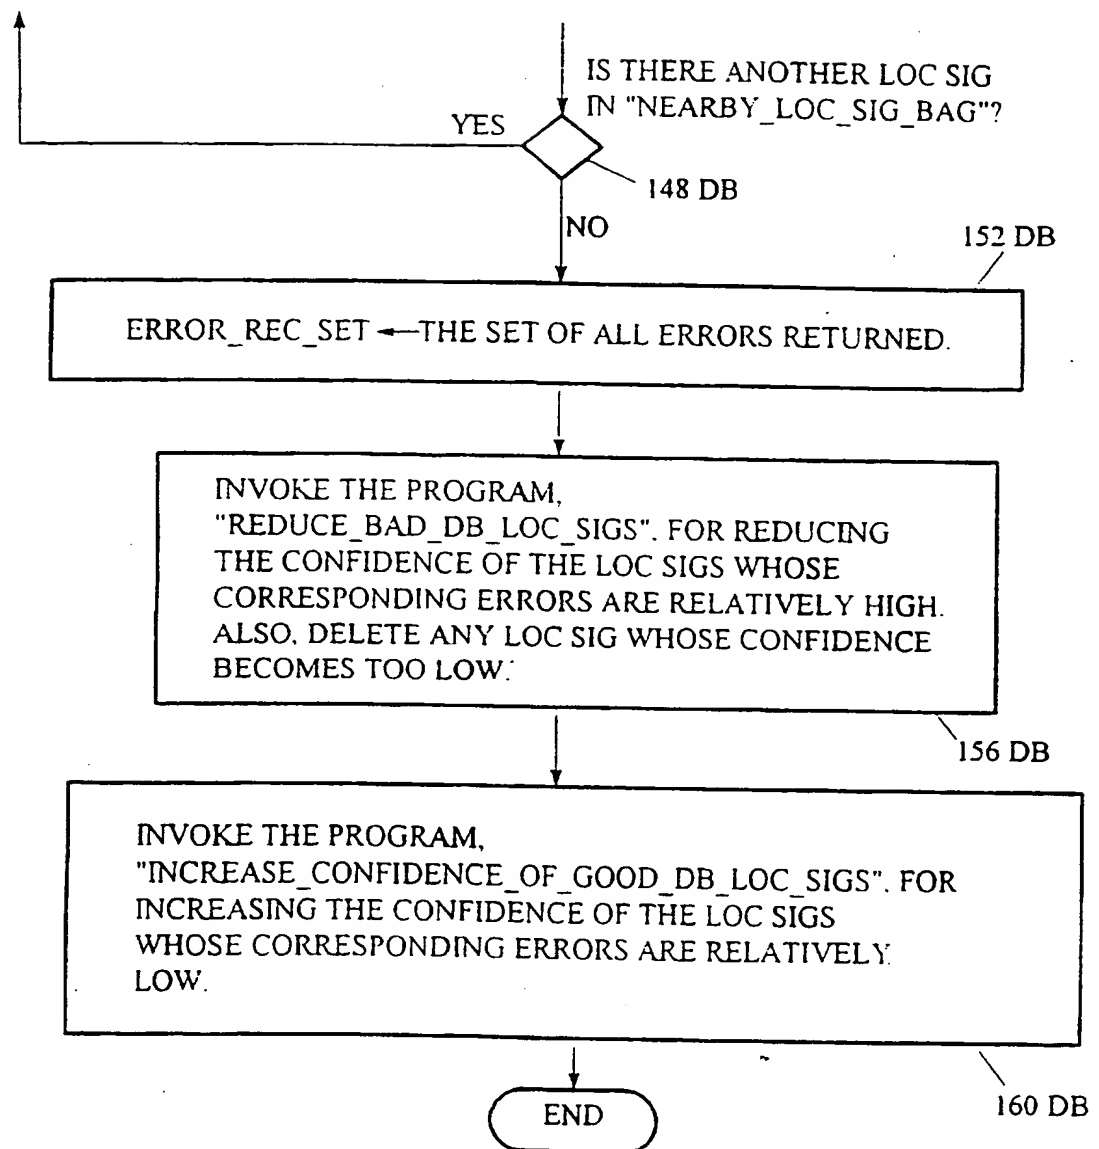 IS THERE ANOTHER LOC SIG
IN "NEARBY_LOC_SIG_BAG"?
YES
148 DB
NO
152 DB
ERROR_REC_SET ←THE SET OF ALL ERRORS RETURNED.
INVOKE THE PROGRAM,
"REDUCE_BAD_DB_LOC_SIGS". FOR REDUCING
THE CONFIDENCE OF THE LOC SIGS WHOSE
CORRESPONDING ERRORS ARE RELATIVELY HIGH.
ALSO, DELETE ANY LOC SIG WHOSE CONFIDENCE
BECOMES TOO LOW.
156 DB
INVOKE THE PROGRAM,
"INCREASE_CONFIDENCE_OF_GOOD_DB_LOC_SIGS". FOR
INCREASING THE CONFIDENCE OF THE LOC SIGS
WHOSE CORRESPONDING ERRORS ARE RELATIVELY
LOW.
160 DB
END